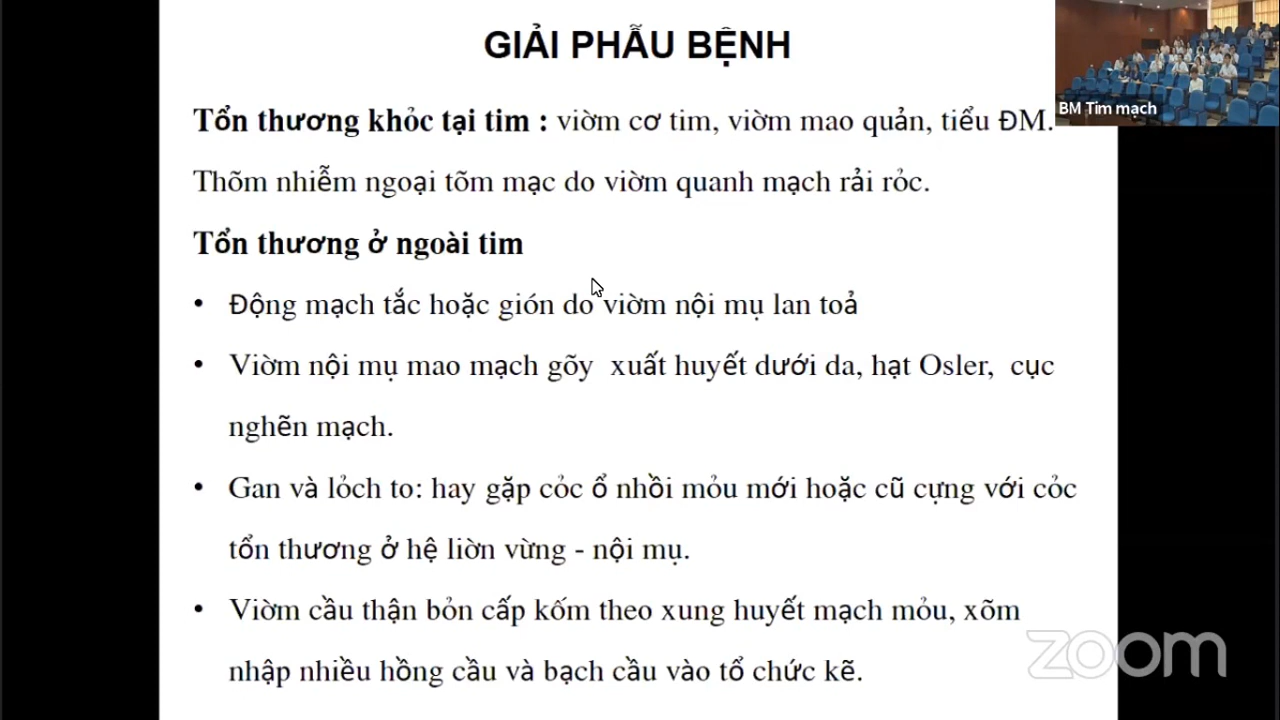 GIẢI PHẪU BỆNH
BM Tim mạch
Tổn thương khỏc tại tim : viờm cơ tim, viờm mao quản, tiểu ĐM.
Thõm nhiễm ngoại tõm mạc do viờm quanh mạch rải rỏc.
Tổn thương ở ngoài tim
• Động mạch tắc hoặc gión do viờm nội mụ lan toả
• Viờm nội mụ mao mạch gõy xuất huyết dưới da, hạt Osler, cục
nghẽn mạch.
• Gan và lỏch to: hay gặp cỏc ổ nhồi mỏu mới hoặc cũ cựng với cỏc
tổn thương ở hệ liờn vừng - nội mụ.
• Viờm cầu thận bỏn cấp kốm theo xung huyết mạch mỏu, xõm
nhập nhiều hồng cầu và bạch cầu vào tổ chức kẽ.
zoom